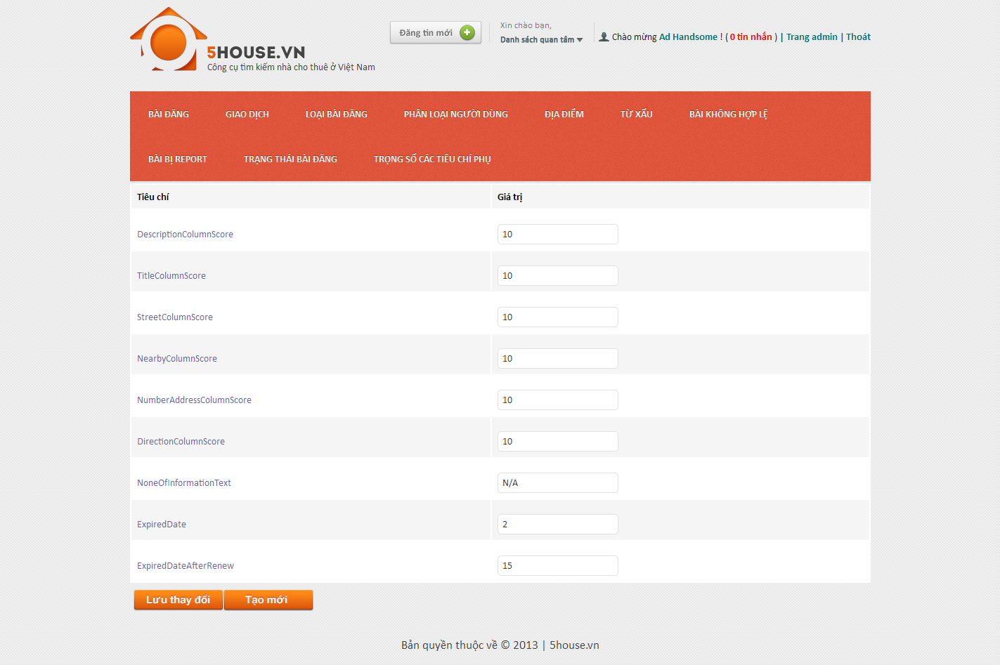 5HOUSE.VN
Công cụ tìm kiếm nhà cho thuê ở Việt Nam
Đăng tin mới
Xin chào bạn,
Danh sách quan tâm
Chào mừng Ad Handsome ! ( 0 tin nhắn ) | Trang admin | Thoát
BÀI ĐĂNG GIAO DỊCH LOẠI BÀI ĐĂNG PHÂN LOẠI NGƯỜI DÙNG ĐỊA ĐIỂM TỪ XẤU BÀI KHÔNG HỢP LỆ
BÀI BỊ REPORT TRẠNG THÁI BÀI ĐĂNG TRỌNG SỐ CÁC TIÊU CHÍ PHỤ
Tiêu chí Giá trị
DescriptionColumnScore 10
TitleColumnScore 10
StreetColumnScore 10
NearbyColumnScore 10
NumberAddressColumnScore 10
DirectionColumnScore 10
NoneOfInformationText N/A
ExpiredDate 2
ExpiredDateAfterRenew 15
Lưu thay đổi Tạo mới
Bản quyền thuộc về © 2013 | 5house.vn